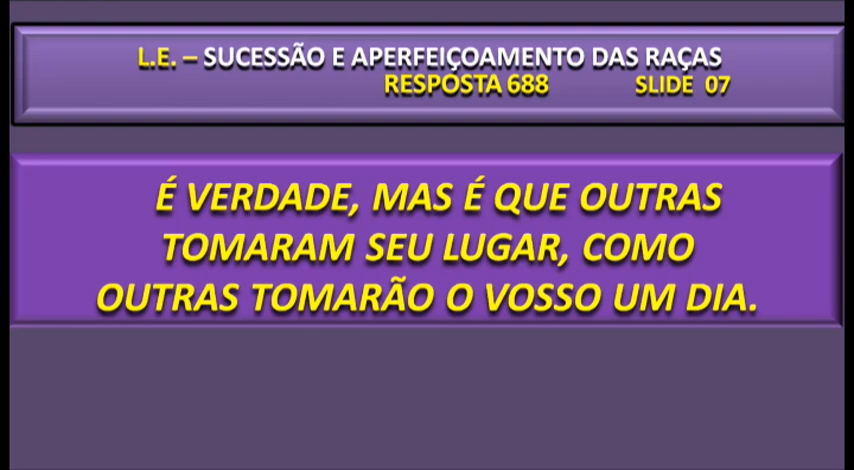 L.E. – SUCESSÃO E APERFEIÇOAMENTO DAS RAÇAS
RESPOSTA 688 SLIDE 07
É VERDADE, MAS É QUE OUTRAS
TOMARAM SEU LUGAR, COMO
OUTRAS TOMARÃO O VOSSO UM DIA.